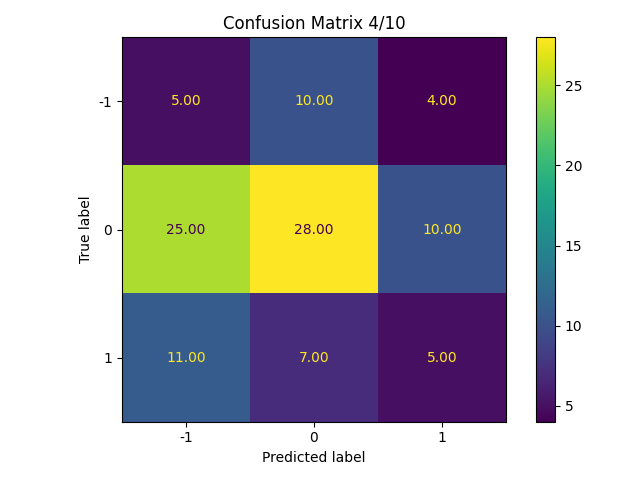 Confusion Matrix 4/10
True label
-1 5.00 10.00 4.00
0 25.00 28.00 10.00
1 11.00 7.00 5.00
-1 0 1
Predicted label
25
20
15
10
5